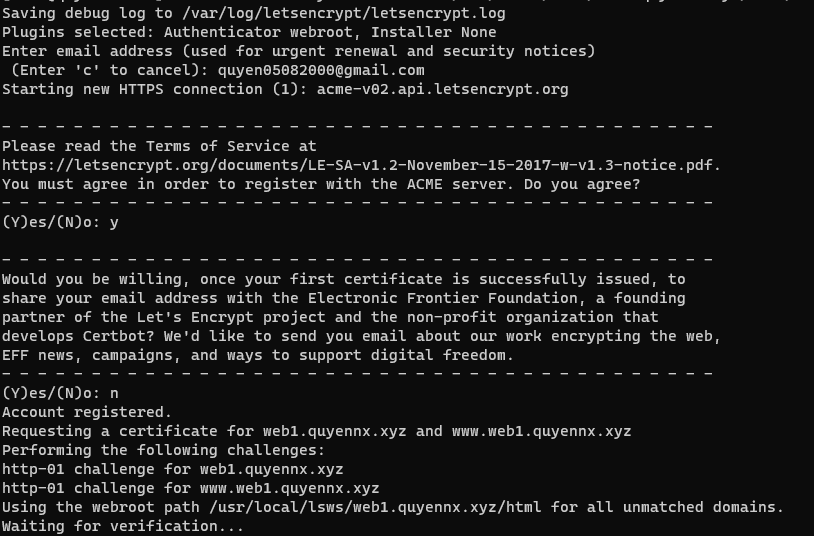 Saving debug log to /var/log/letsencrypt/letsencrypt.log
Plugins selected: Authenticator webroot, Installer None
Enter email address (used for urgent renewal and security notices)
 (Enter 'c' to cancel): quyen05082000@gmail.com
Starting new HTTPS connection (1): acme-v02.api.letsencrypt.org
- - - - - - - - - - - - - - - - - - - - - - - - - - - - - - - - - - - - - - - -
Please read the Terms of Service at
https://letsencrypt.org/documents/LE-SA-v1.2-November-15-2017-w-v1.3-notice.pdf.
You must agree in order to register with the ACME server. Do you agree?
- - - - - - - - - - - - - - - - - - - - - - - - - - - - - - - - - - - - - - - -
(Y)es/(N)o: y
- - - - - - - - - - - - - - - - - - - - - - - - - - - - - - - - - - - - - - - -
Would you be willing, once your first certificate is successfully issued, to
share your email address with the Electronic Frontier Foundation, a founding
partner of the Let's Encrypt project and the non-profit organization that
develops Certbot? We'd like to send you email about our work encrypting the web,
EFF news, campaigns, and ways to support digital freedom.
- - - - - - - - - - - - - - - - - - - - - - - - - - - - - - - - - - - - - - - -
(Y)es/(N)o: n
Account registered.
Requesting a certificate for web1.quyennx.xyz and www.web1.quyennx.xyz
Performing the following challenges:
http-01 challenge for web1.quyennx.xyz
http-01 challenge for www.web1.quyennx.xyz
Using the webroot path /usr/local/lsws/web1.quyennx.xyz/html for all unmatched domains.
Waiting for verification...